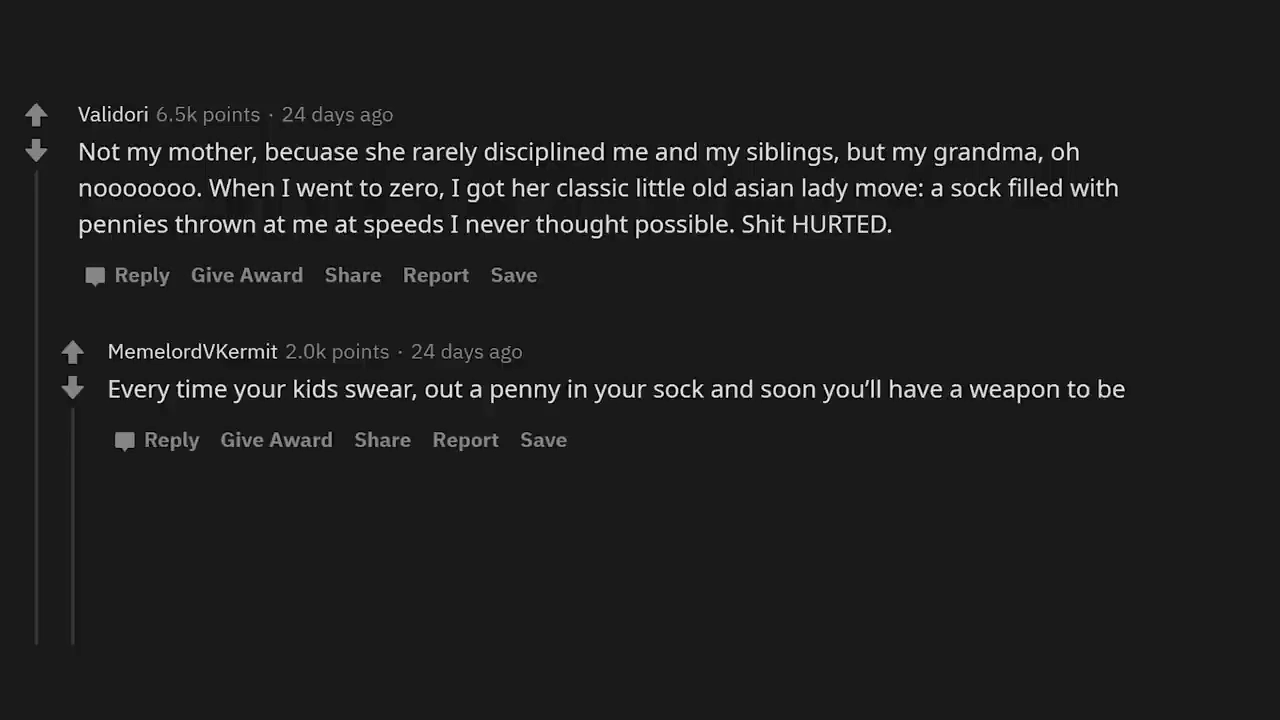 Validori 6.5k points · 24 days ago
Not my mother, becuase she rarely disciplined me and my siblings, but my grandma, oh
nooooooo. When I went to zero, I got her classic little old asian lady move: a sock filled with
pennies thrown at me at speeds I never thought possible. Shit HURTED.
Reply Give Award Share Report Save
MemelordVKermit 2.0k points · 24 days ago
Every time your kids swear, out a penny in your sock and soon you’ll have a weapon to be
Reply Give Award Share Report Save